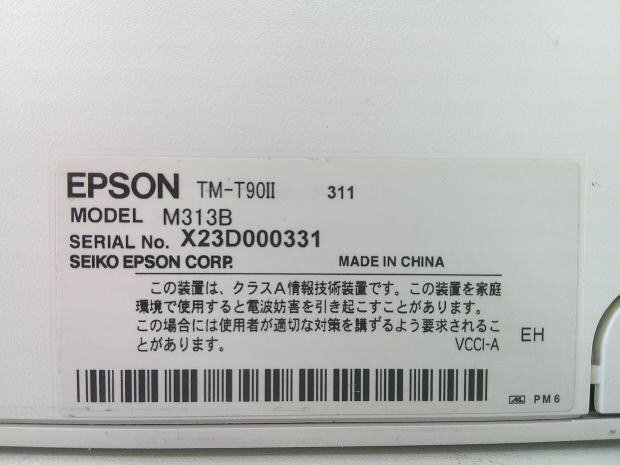 EPSON TM-T90II 311
MODEL M313B
SERIAL No. X23D000331
SEIKO EPSON CORP. MADE IN CHINA
この装置は、クラスA情報技術装置です。この装置を家庭
環境で使用すると電波妨害を引き起こすことがあります。
この場合には使用者が適切な対策を講ずるよう要求されるこ
とがあります。 VCCI-A
EH
PM6